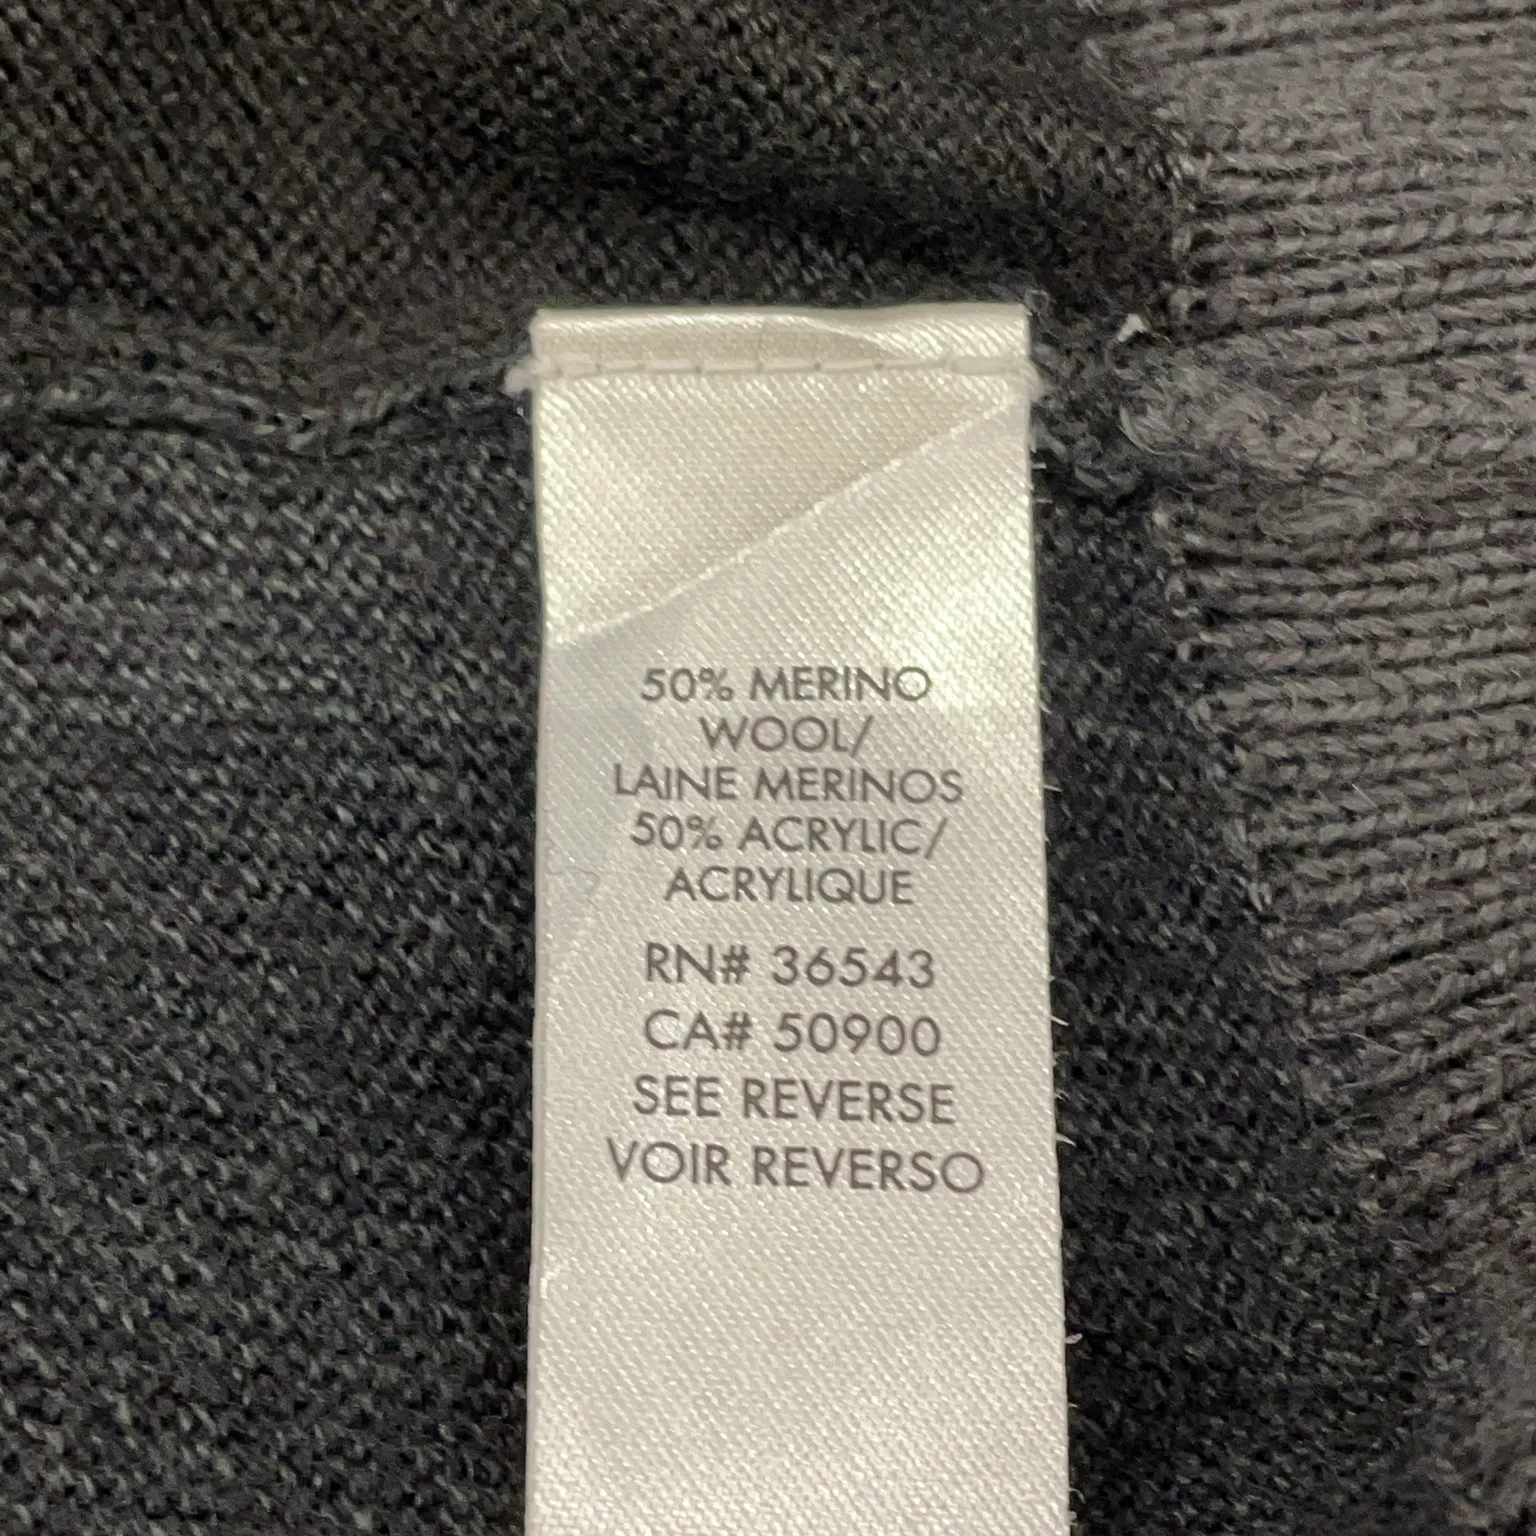 50% MERINO
WOOL/
LAINE MERINOS
50% ACRYLIC/
ACRYLIQUE
RN# 36543
CA# 50900
SEE REVERSE
VOIR REVERSO